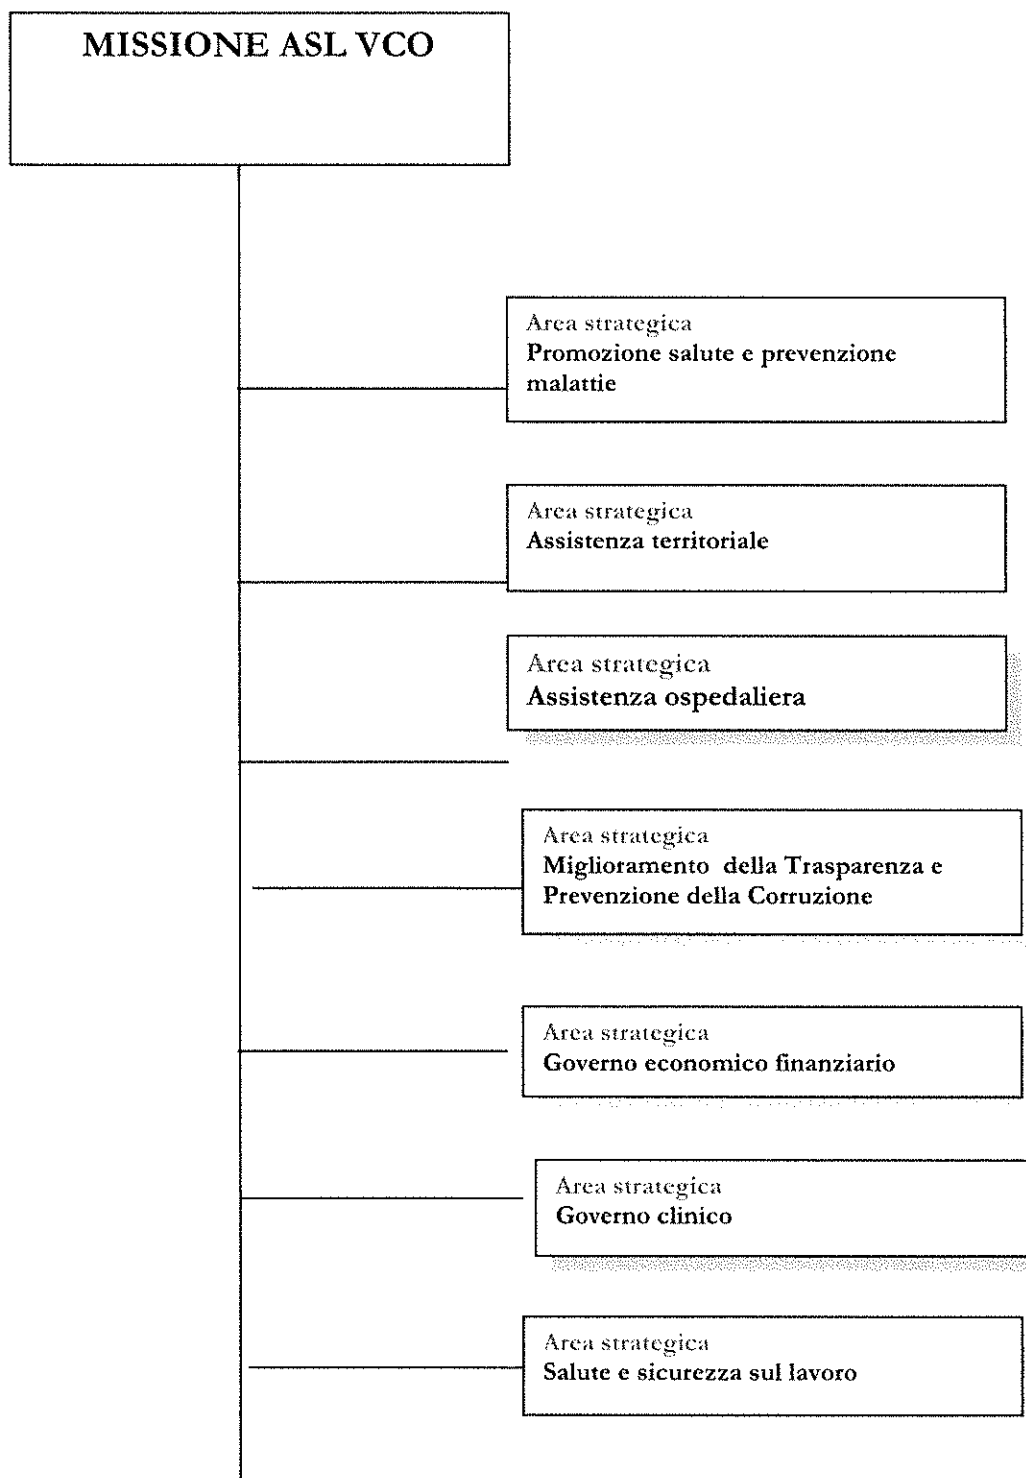 MISSIONE ASL VCO
Area strategica
Promozione salute e prevenzione
malattie
Area strategica
Assistenza territoriale
Area strategica
Assistenza ospedaliera
Area strategica
Miglioramento della Trasparenza e
Prevenzione della Corruzione
Area strategica
Governo economico finanziario
Area strategica
Governo clinico
Area strategica
Salute e sicurezza sul lavoro